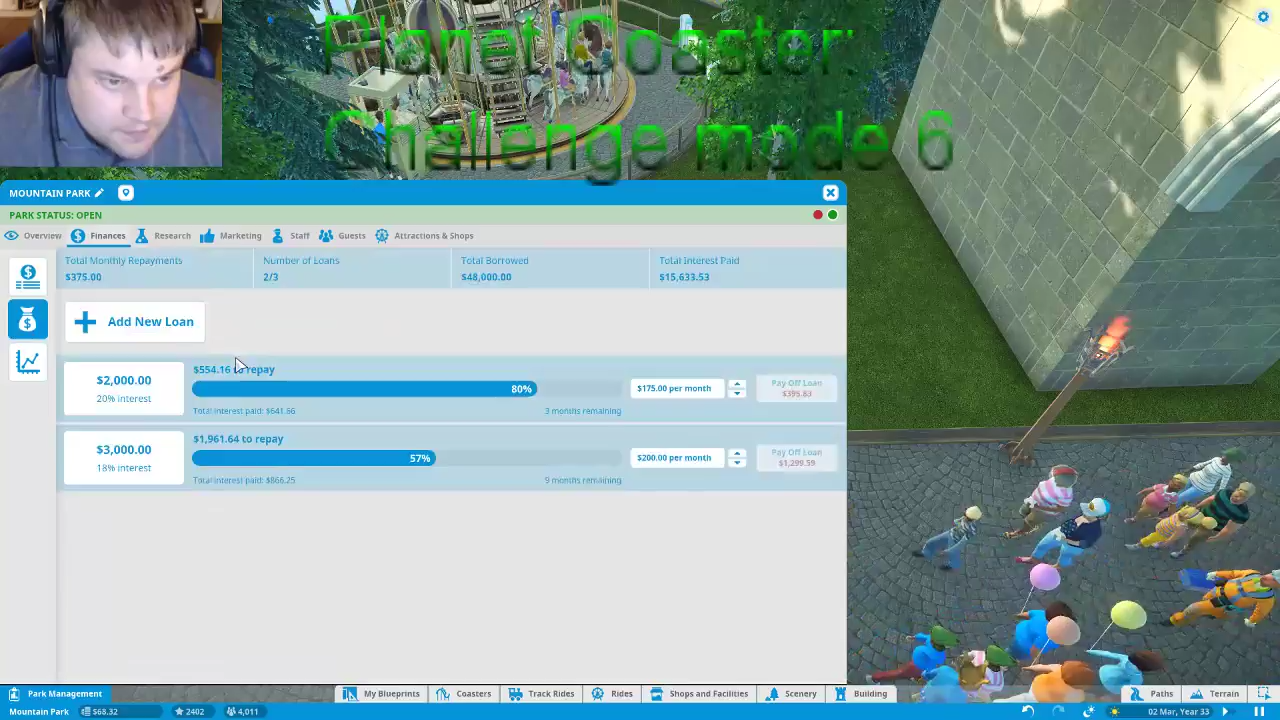 Planet Coaster:
Challenge mode 6
MOUNTAIN PARK
PARK STATUS: OPEN
Overview Finances Research Marketing Staff Guests Attractions & Shops
Total Monthly Repayments Number of Loans Total Borrowed Total Interest Paid
$375.00 2/3 $48,000.00 $15,633.53
Add New Loan
$554.16 to repay
$2,000.00
20% interest
80%
$175.00 per month
Pay Off Loan
$395.83
Total interest paid: $641.66 3 months remaining
$1,961.64 to repay
$3,000.00
18% interest
57%
$200.00 per month
Pay Off Loan
$1,299.59
Total interest paid: $866.25 9 months remaining
Park Management My Blueprints Coasters Track Rides Rides Shops and Facilities Scenery Building Paths Terrain
Mountain Park $68.32 2402 4,011 02 Mar, Year 33